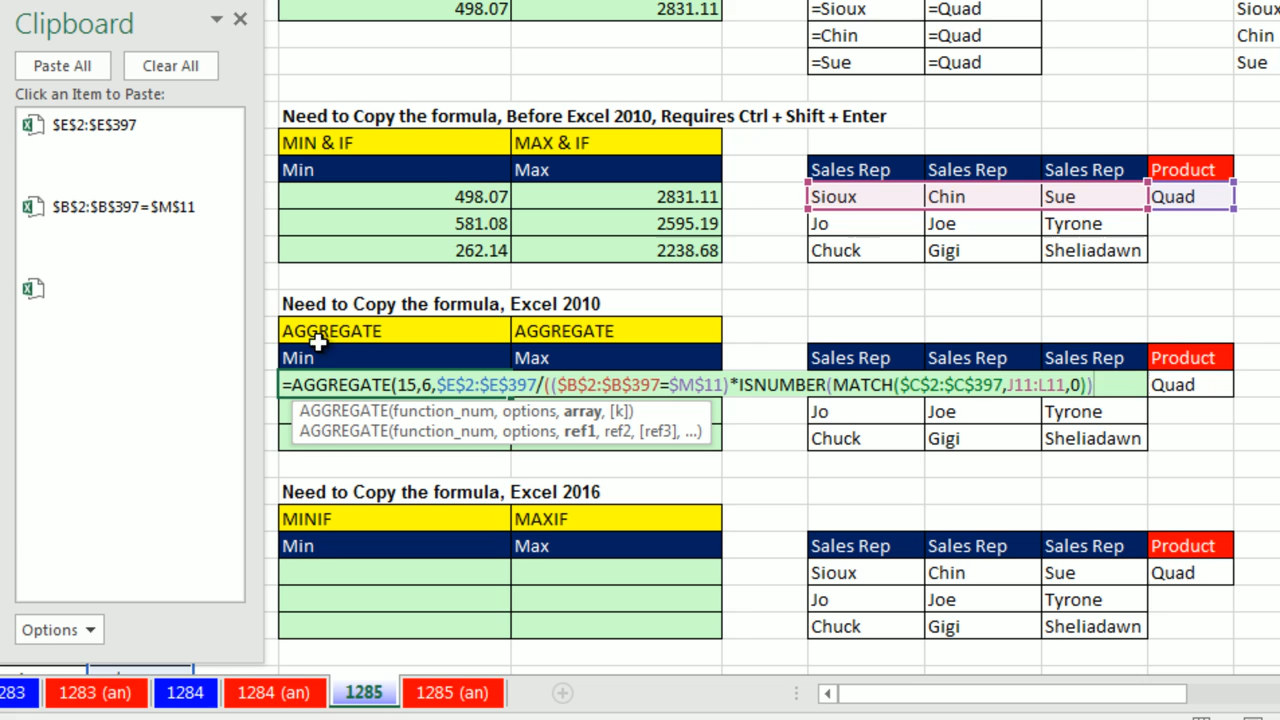 Clipboard
Paste All Clear All
Click an Item to Paste:
$E$2:$E$397
$B$2:$B$397=$M$11
Options
498.07 2831.11 =Sioux =Quad Sioux
=Chin =Quad Chin
=Sue =Quad Sue
Need to Copy the formula, Before Excel 2010, Requires Ctrl + Shift + Enter
MIN & IF MAX & IF
Min Max Sales Rep Sales Rep Sales Rep Product
498.07 2831.11 Sioux Chin Sue Quad
581.08 2595.19 Jo Joe Tyrone
262.14 2238.68 Chuck Gigi Sheliadawn
Need to Copy the formula, Excel 2010
AGGREGATE AGGREGATE
Min Max Sales Rep Sales Rep Sales Rep Product
=AGGREGATE(15,6,$E$2:$E$397/(($B$2:$B$397=$M$11)*ISNUMBER(MATCH($C$2:$C$397,J11:L11,0)) Quad
AGGREGATE(function_num, options, array, [k]) Jo Joe Tyrone
AGGREGATE(function_num, options, ref1, ref2, [ref3], ...) Chuck Gigi Sheliadawn
Need to Copy the formula, Excel 2016
MINIF MAXIF
Min Max Sales Rep Sales Rep Sales Rep Product
Sioux Chin Sue Quad
Jo Joe Tyrone
Chuck Gigi Sheliadawn
283 1283 (an) 1284 1284 (an) 1285 1285 (an)